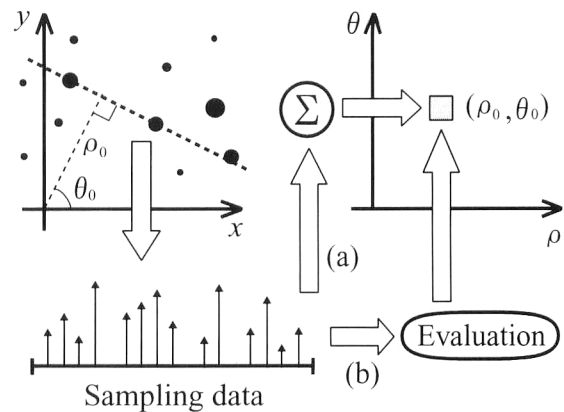 y
θ
Σ
(ρ₀, θ₀)
ρ₀
θ₀
x
ρ
(a)
Evaluation
(b)
Sampling data